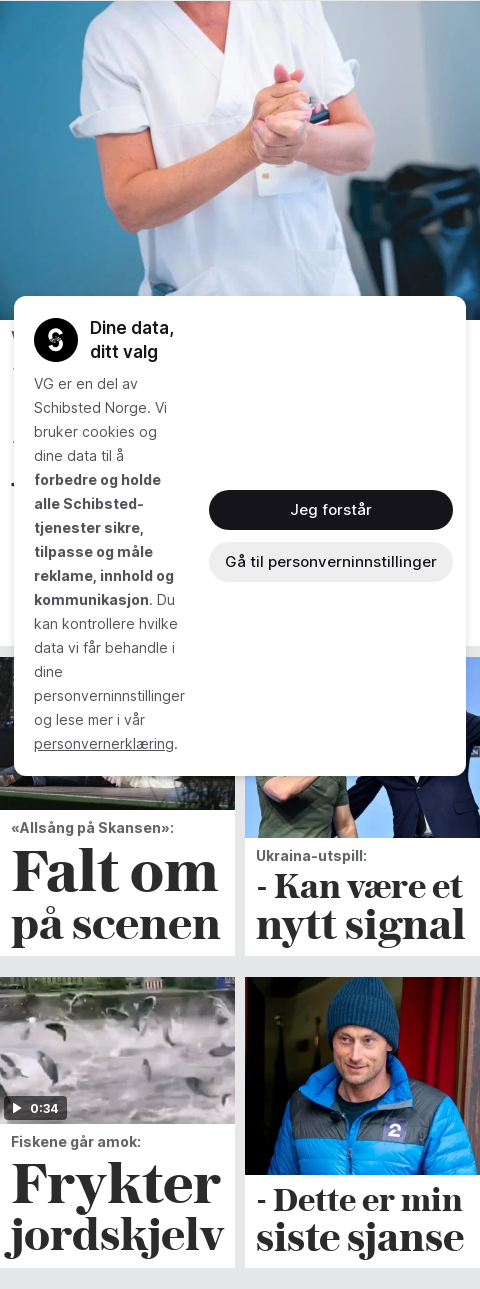 Dine data,
ditt valg
VG er en del av
Schibsted Norge. Vi
bruker cookies og
dine data til å
forbedre og holde
alle Schibsted-
tjenester sikre,
tilpasse og måle
reklame, innhold og
kommunikasjon. Du
kan kontrollere hvilke
data vi får behandle i
dine
personverninnstillinger
og lese mer i vår
personvernerklæring.
Jeg forstår
Gå til personverninnstillinger
«Allsång på Skansen»:
Falt om
på scenen
Ukraina-utspill:
- Kan være et
nytt signal
0:34
Fiskene går amok:
Frykter
jordskjelv
2
- Dette er min
siste sjanse